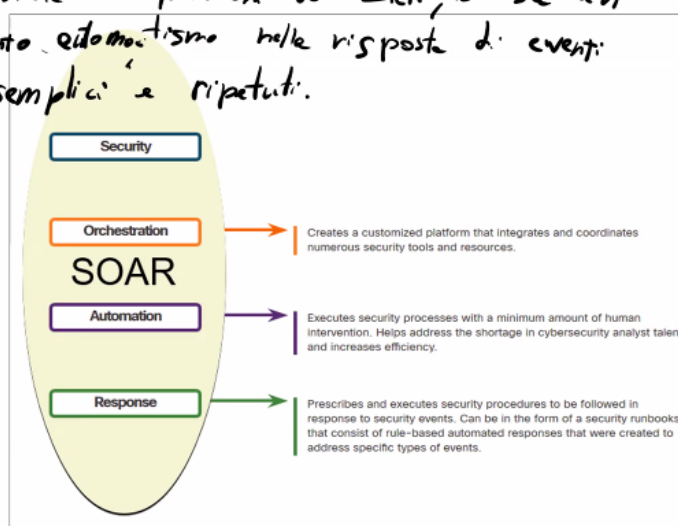 automatismo nella risposta di eventi
semplici e ripetuti.
Security
Orchestration
Creates a customized platform that integrates and coordinates
numerous security tools and resources.
SOAR
Automation
Executes security processes with a minimum amount of human
intervention. Helps address the shortage in cybersecurity analyst talen
and increases efficiency.
Response
Prescribes and executes security procedures to be followed in
response to security events. Can be in the form of a security runbooks
that consist of rule-based automated responses that were created to
address specific types of events.